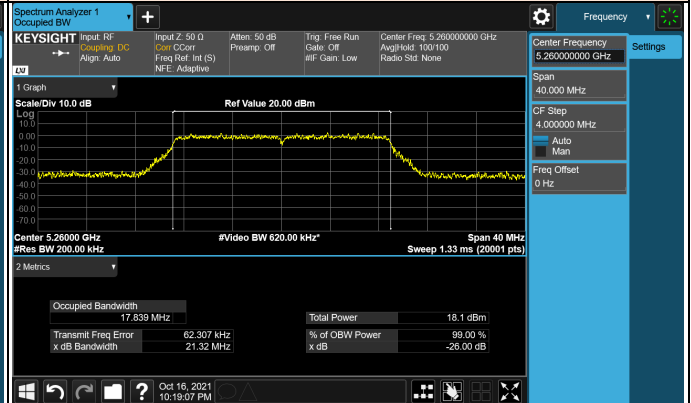 Spectrum Analyzer 1
Occupied BW
Frequency
KEYSIGHT Input: RF Input Z: 50 Ω Atten: 50 dB Trig: Free Run Center Freq: 5.260000000 GHz
Coupling: DC Corr CCorr Preamp: Off Gate: Off Avg|Hold: 100/100
Align: Auto Freq Ref: Int (S) #IF Gain: Low Radio Std: None
NFE: Adaptive
LXI
Center Frequency
5.260000000 GHz
Settings
Span
40.000 MHz
CF Step
4.000000 MHz
Auto
Man
Freq Offset
0 Hz
1 Graph
Scale/Div 10.0 dB Ref Value 20.00 dBm
Log
10.0
0.00
-10.0
-20.0
-30.0
-40.0
-50.0
-60.0
-70.0
Center 5.26000 GHz #Video BW 620.00 kHz* Span 40 MHz
#Res BW 200.00 kHz Sweep 1.33 ms (20001 pts)
2 Metrics
Occupied Bandwidth
17.839 MHz Total Power 18.1 dBm
Transmit Freq Error 62.307 kHz % of OBW Power 99.00 %
x dB Bandwidth 21.32 MHz x dB -26.00 dB
? Oct 16, 2021
10:19:07 PM